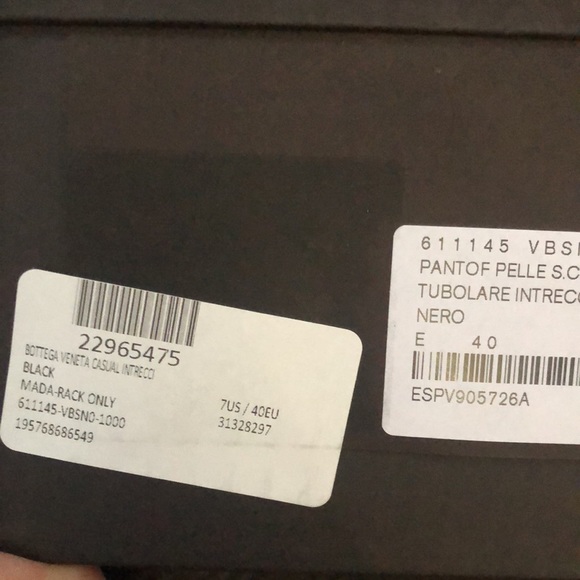 22965475
BOTTEGA VENETA CASUAL INTRECCI
BLACK
MADA-RACK ONLY
611145-VBSN0-1000 7US / 40EU
195768686549 31328297
611145 VBS
PANTOF PELLE S.C
TUBOLARE INTREC
NERO
E 40
ESPV905726A